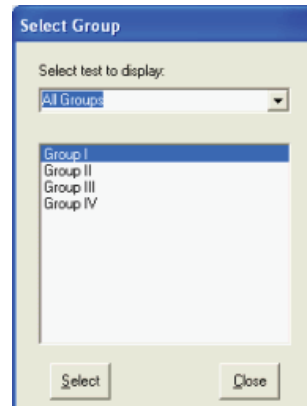 Select Group
Select test to display:
All Groups
Group I
Group II
Group III
Group IV
Select
Close